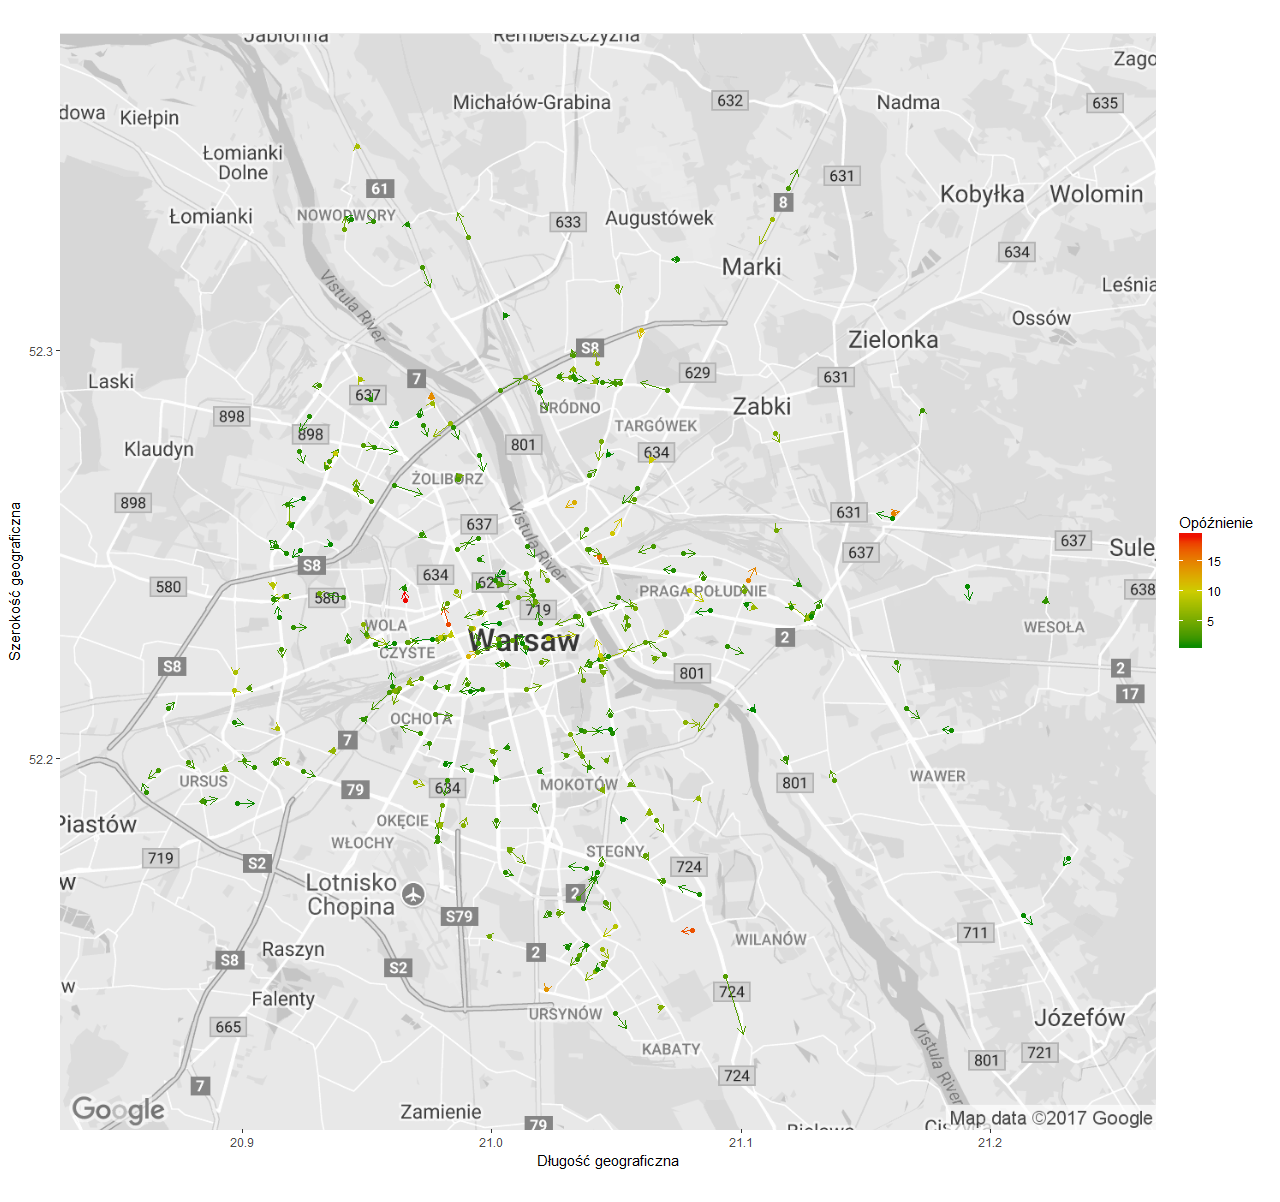 Jabłonna
Rembelszczyzna
Zago
Michałów-Grabina
632
Nadma
635
dowa
Kiełpin
Łomianki
Dolne
631
61
Kobyłka
Wolomin
8
Łomianki
NOWODWORY
633
Augustówek
634
Marki
Leśnia
Vistula River
Ossów
52.3
S8
Zielonka
Laski
7
629
631
637
898
BRÓDNO
Zabki
898
TARGÓWEK
801
Klaudyn
634
ŻOLIBORZ
898
Vistula River
631
637
637
637
Sule
S8
634
629
580
580
PRAGA POŁUDNIE
638
719
WOLA
WESOŁA
Warsaw
2
CZYSTE
S8
801
2
17
OCHOTA
7
52.2
URSUS
634
MOKOTÓW
801
WAWER
79
OKĘCIE
Piastów
WŁOCHY
STEGNY
719
S2
724
w
Lotnisko
Chopina
2
S79
711
WILANÓW
Raszyn
2
S8
S2
w
724
Falenty
URSYNÓW
Józefów
665
Vistula River
KABATY
721
801
724
7
Google
Zamienie
79
Map data ©2017 Google
20.9
21.0
21.1
21.2
Długość geograficzna
Szerokość geograficzna
Opóźnienie
15
10
5